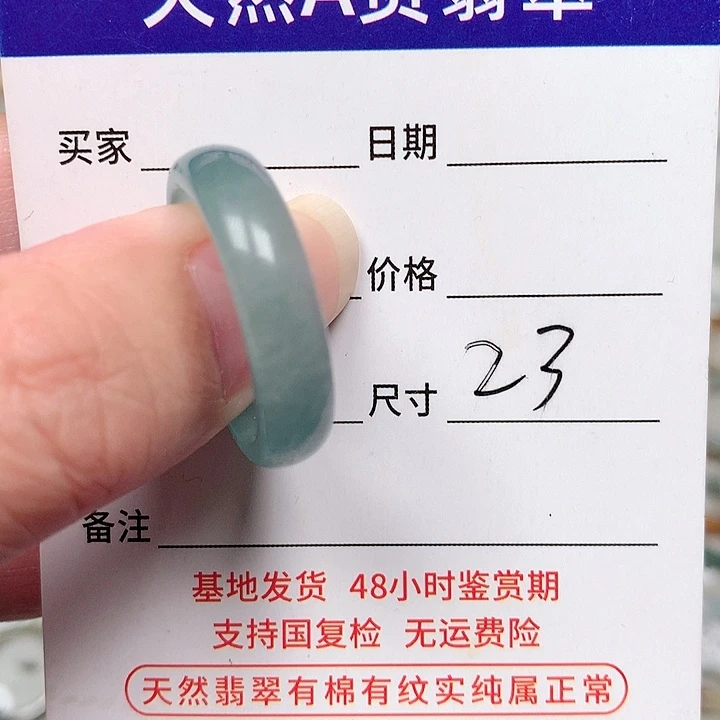 天然A货翡翠
买家 日期
价格
尺寸 23
备注
基地发货 48小时鉴赏期
支持国复检 无运费险
天然翡翠有棉有纹实纯属正常